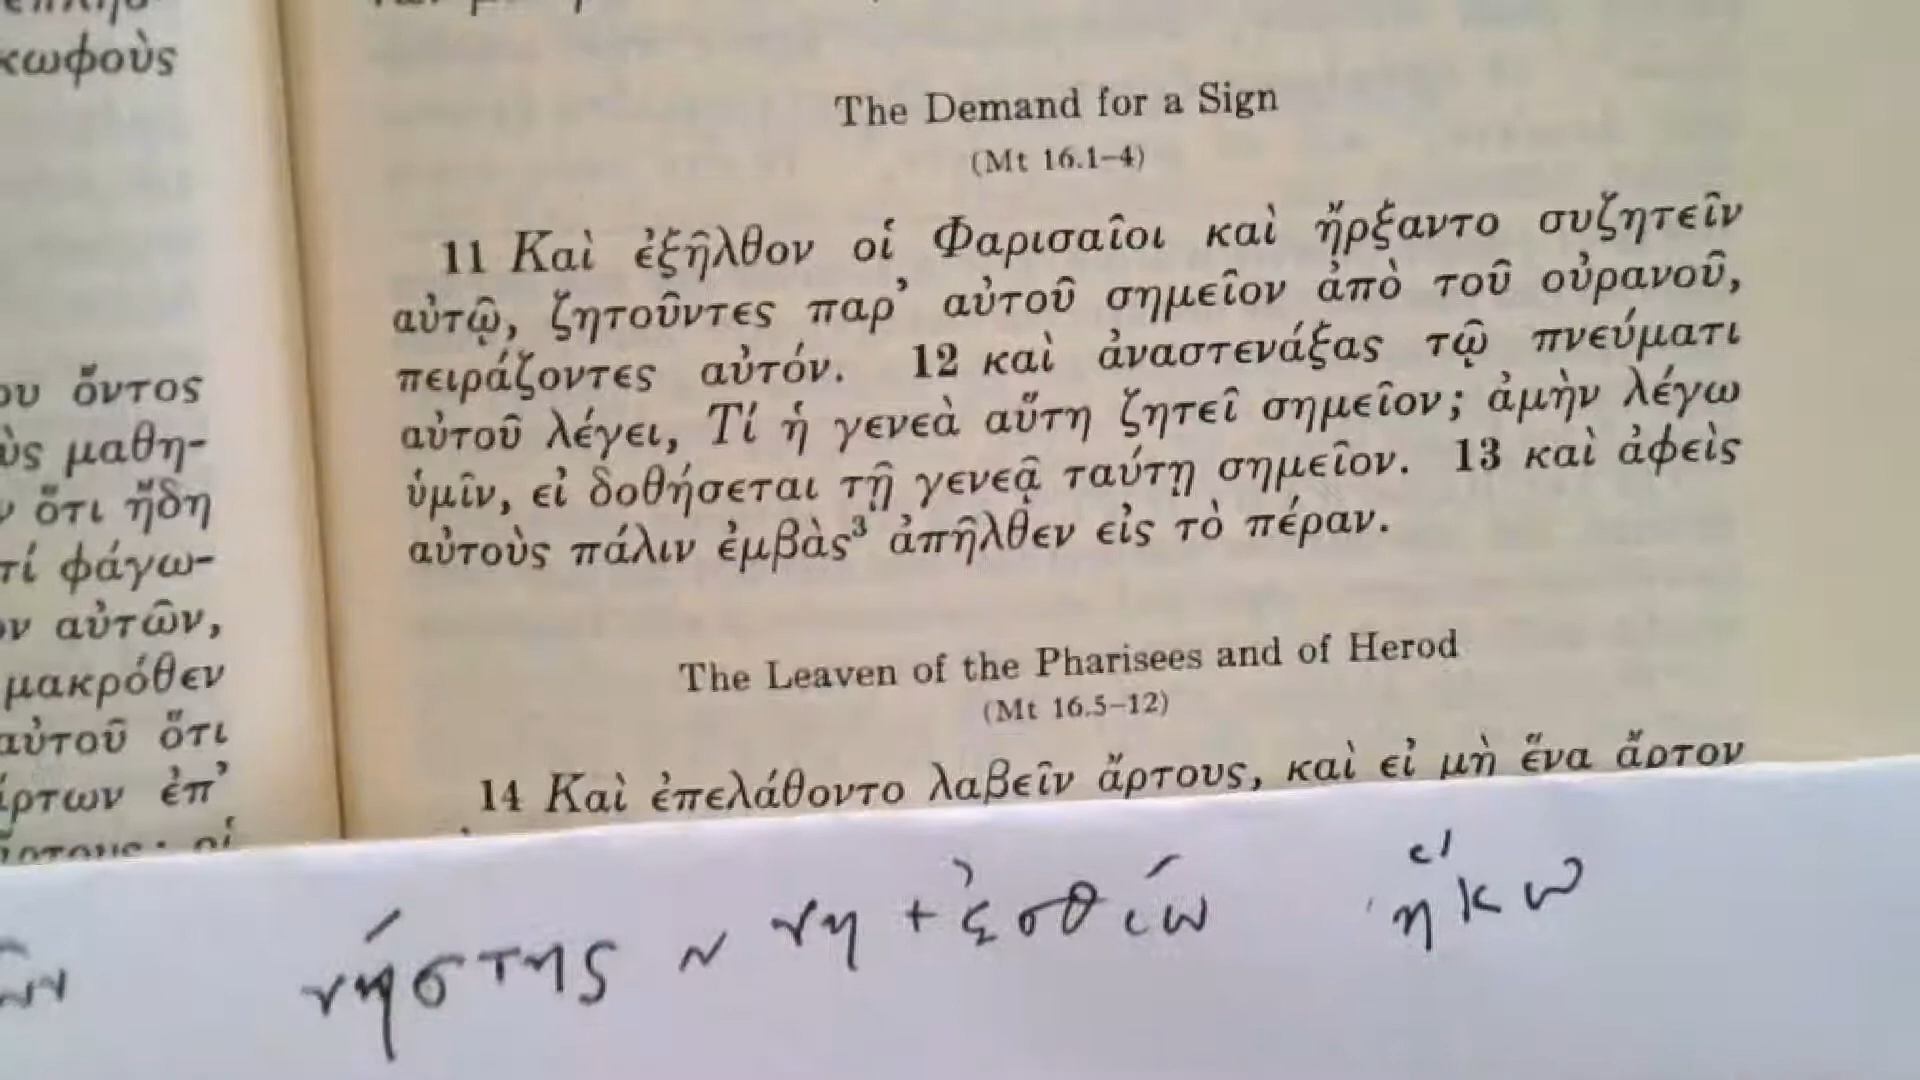 κωφοὺς
ὄντος
μαθη-
ὅτι ἤδη
τί φάγω-
αὐτῶν,
μακρόθεν
αὐτοῦ ὅτι
ἐπ’
The Demand for a Sign
(Mt 16.1–4)
11 Καὶ ἐξῆλθον οἱ Φαρισαῖοι καὶ ἤρξαντο συζητεῖν
αὐτῷ, ζητοῦντες παρ’ αὐτοῦ σημεῖον ἀπὸ τοῦ οὐρανοῦ,
πειράζοντες αὐτόν. 12 καὶ ἀναστενάξας τῷ πνεύματι
αὐτοῦ λέγει, Τί ἡ γενεὰ αὕτη ζητεῖ σημεῖον; ἀμὴν λέγω
ὑμῖν, εἰ δοθήσεται τῇ γενεᾷ ταύτῃ σημεῖον. 13 καὶ ἀφεὶς
αὐτοὺς πάλιν ἐμβὰς³ ἀπῆλθεν εἰς τὸ πέραν.
The Leaven of the Pharisees and of Herod
(Mt 16.5–12)
14 Καὶ ἐπελάθοντο λαβεῖν ἄρτους, καὶ εἰ μὴ ἕνα ἄρτον
νήστης ~ νη + ἐσθίω ἥκω